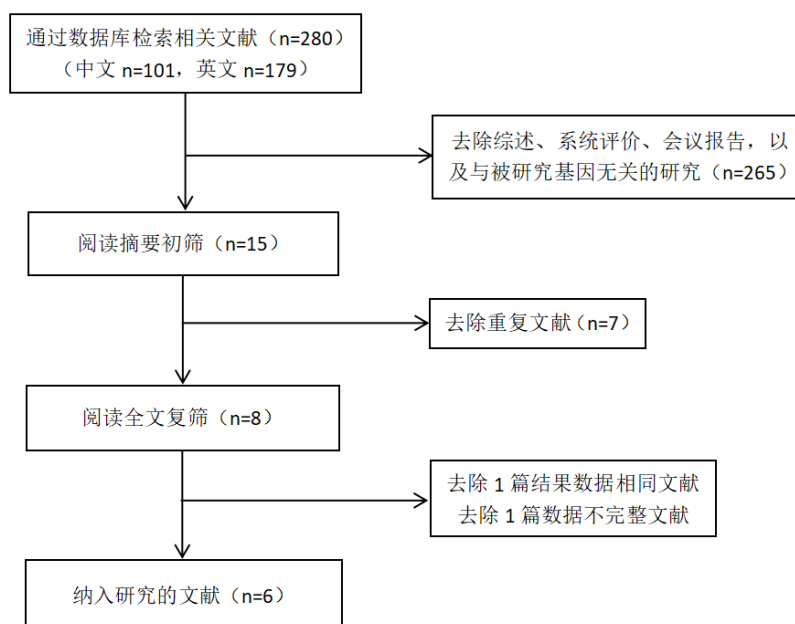 通过数据库检索相关文献（n=280）
（中文 n=101，英文 n=179）
去除综述、系统评价、会议报告，以
及与被研究基因无关的研究（n=265）
阅读摘要初筛（n=15）
去除重复文献（n=7）
阅读全文复筛（n=8）
去除 1 篇结果数据相同文献
去除 1 篇数据不完整文献
纳入研究的文献（n=6）